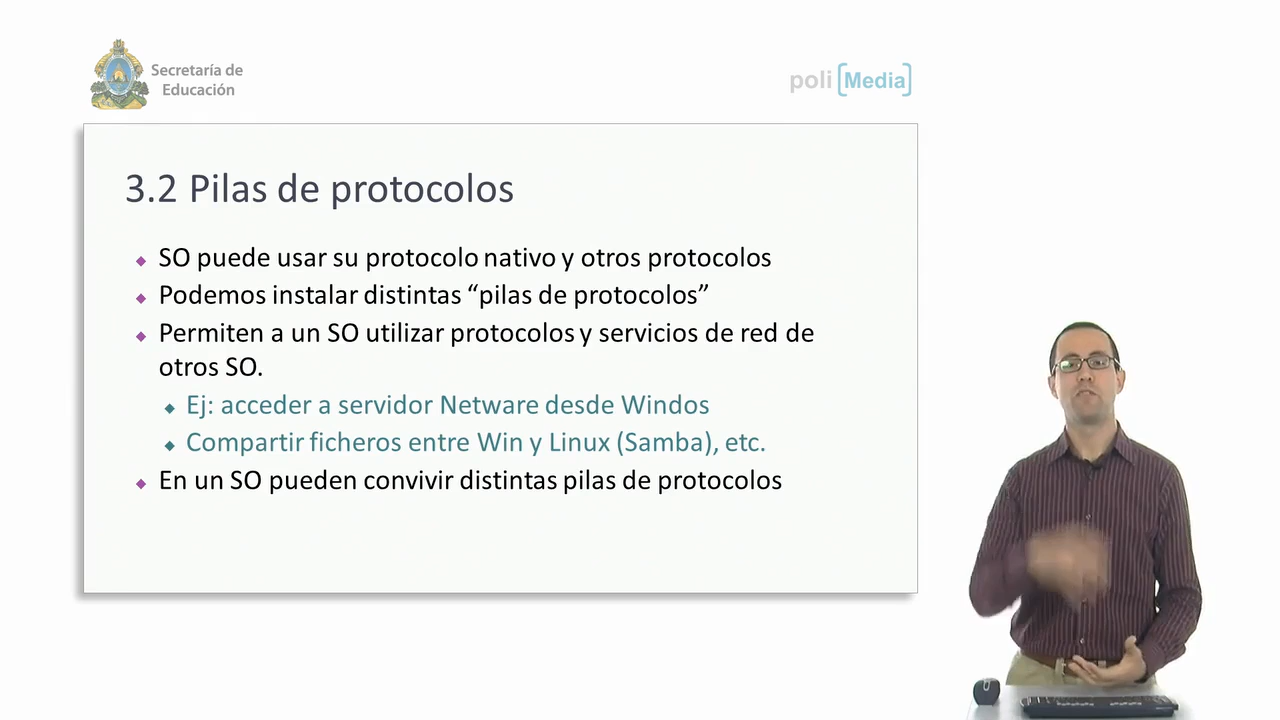 Secretaría de
Educación
poli [Media]
3.2 Pilas de protocolos
SO puede usar su protocolo nativo y otros protocolos
Podemos instalar distintas “pilas de protocolos”
Permiten a un SO utilizar protocolos y servicios de red de
otros SO.
Ej: acceder a servidor Netware desde Windos
Compartir ficheros entre Win y Linux (Samba), etc.
En un SO pueden convivir distintas pilas de protocolos